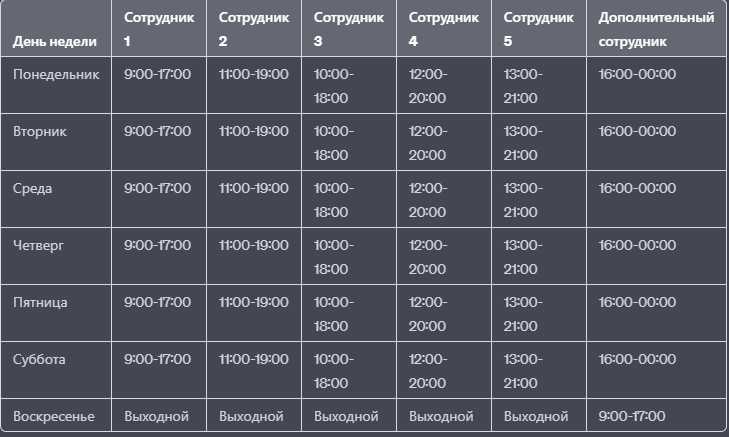 День недели Сотрудник 1 Сотрудник 2 Сотрудник 3 Сотрудник 4 Сотрудник 5 Дополнительный сотрудник
Понедельник 9:00-17:00 11:00-19:00 10:00-18:00 12:00-20:00 13:00-21:00 16:00-00:00
Вторник 9:00-17:00 11:00-19:00 10:00-18:00 12:00-20:00 13:00-21:00 16:00-00:00
Среда 9:00-17:00 11:00-19:00 10:00-18:00 12:00-20:00 13:00-21:00 16:00-00:00
Четверг 9:00-17:00 11:00-19:00 10:00-18:00 12:00-20:00 13:00-21:00 16:00-00:00
Пятница 9:00-17:00 11:00-19:00 10:00-18:00 12:00-20:00 13:00-21:00 16:00-00:00
Суббота 9:00-17:00 11:00-19:00 10:00-18:00 12:00-20:00 13:00-21:00 16:00-00:00
Воскресенье Выходной Выходной Выходной Выходной Выходной 9:00-17:00